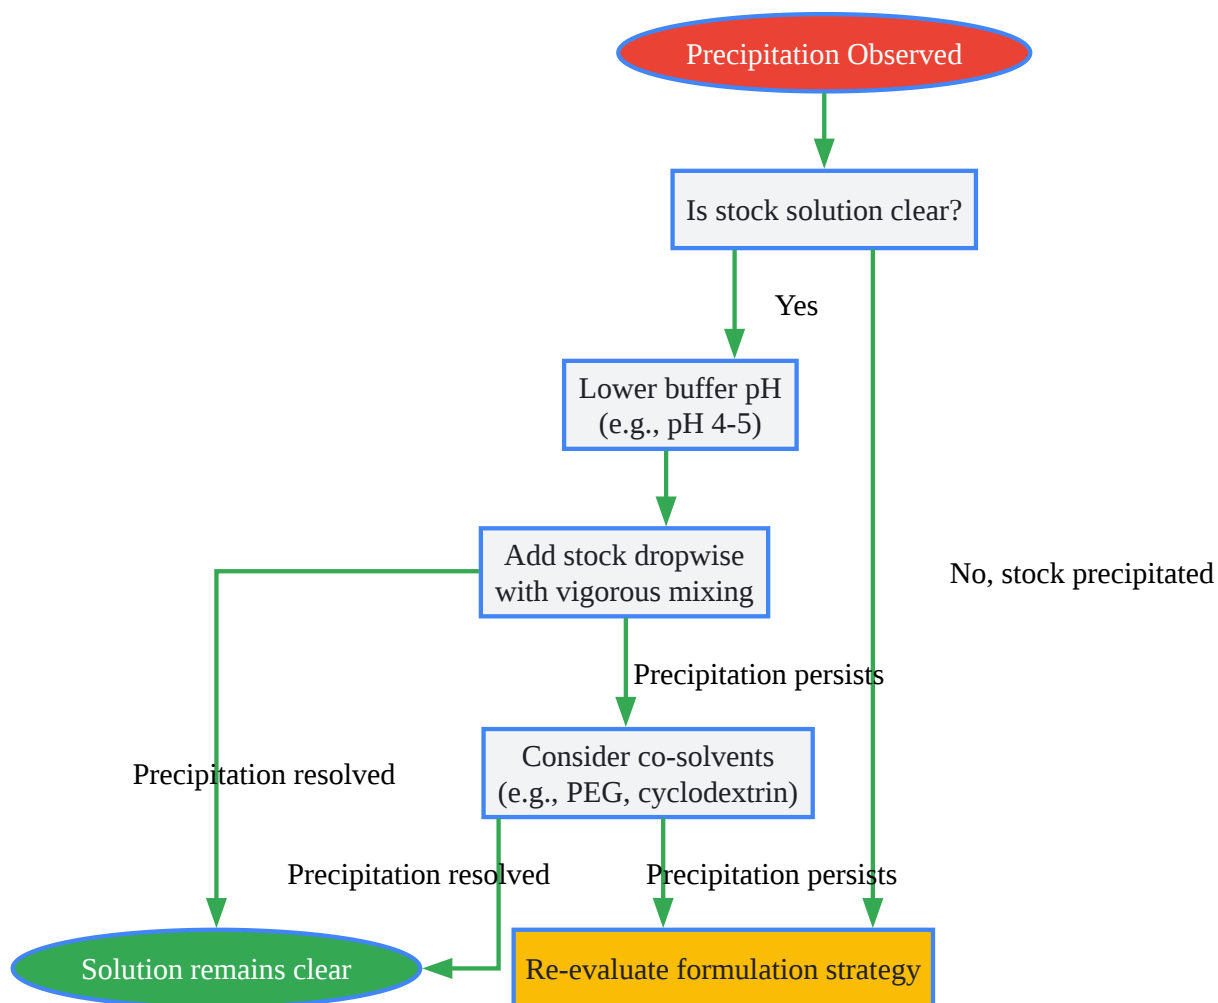 Precipitation Observed
Is stock solution clear?
Yes
Lower buffer pH
(e.g., pH 4-5)
Add stock dropwise
with vigorous mixing
No, stock precipitated
Precipitation persists
Consider co-solvents
(e.g., PEG, cyclodextrin)
Precipitation resolved
Precipitation resolved
Precipitation persists
Solution remains clear
Re-evaluate formulation strategy